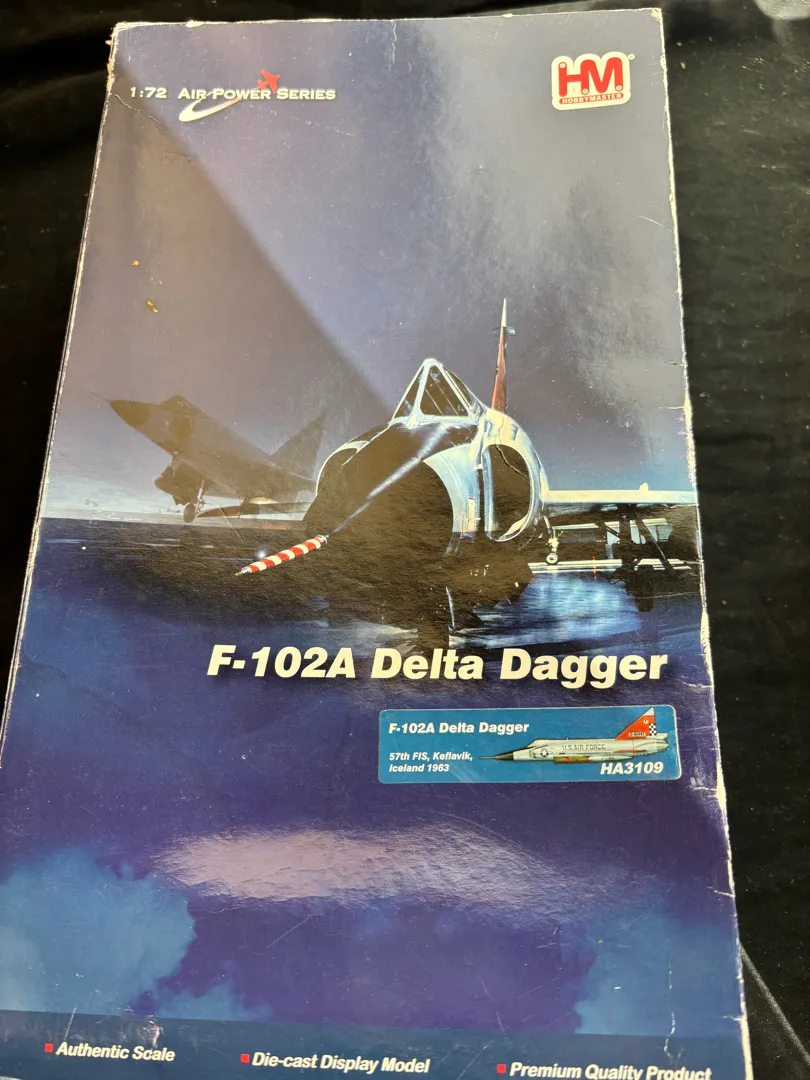 1:72 AIR POWER SERIES
HM
HOBBYMASTER
F-102A Delta Dagger
F-102A Delta Dagger
57th FIS, Keflavik,
Iceland 1963
U.S. AIR FORCE
HA3109
Authentic Scale
Die-cast Display Model
Premium Quality Product